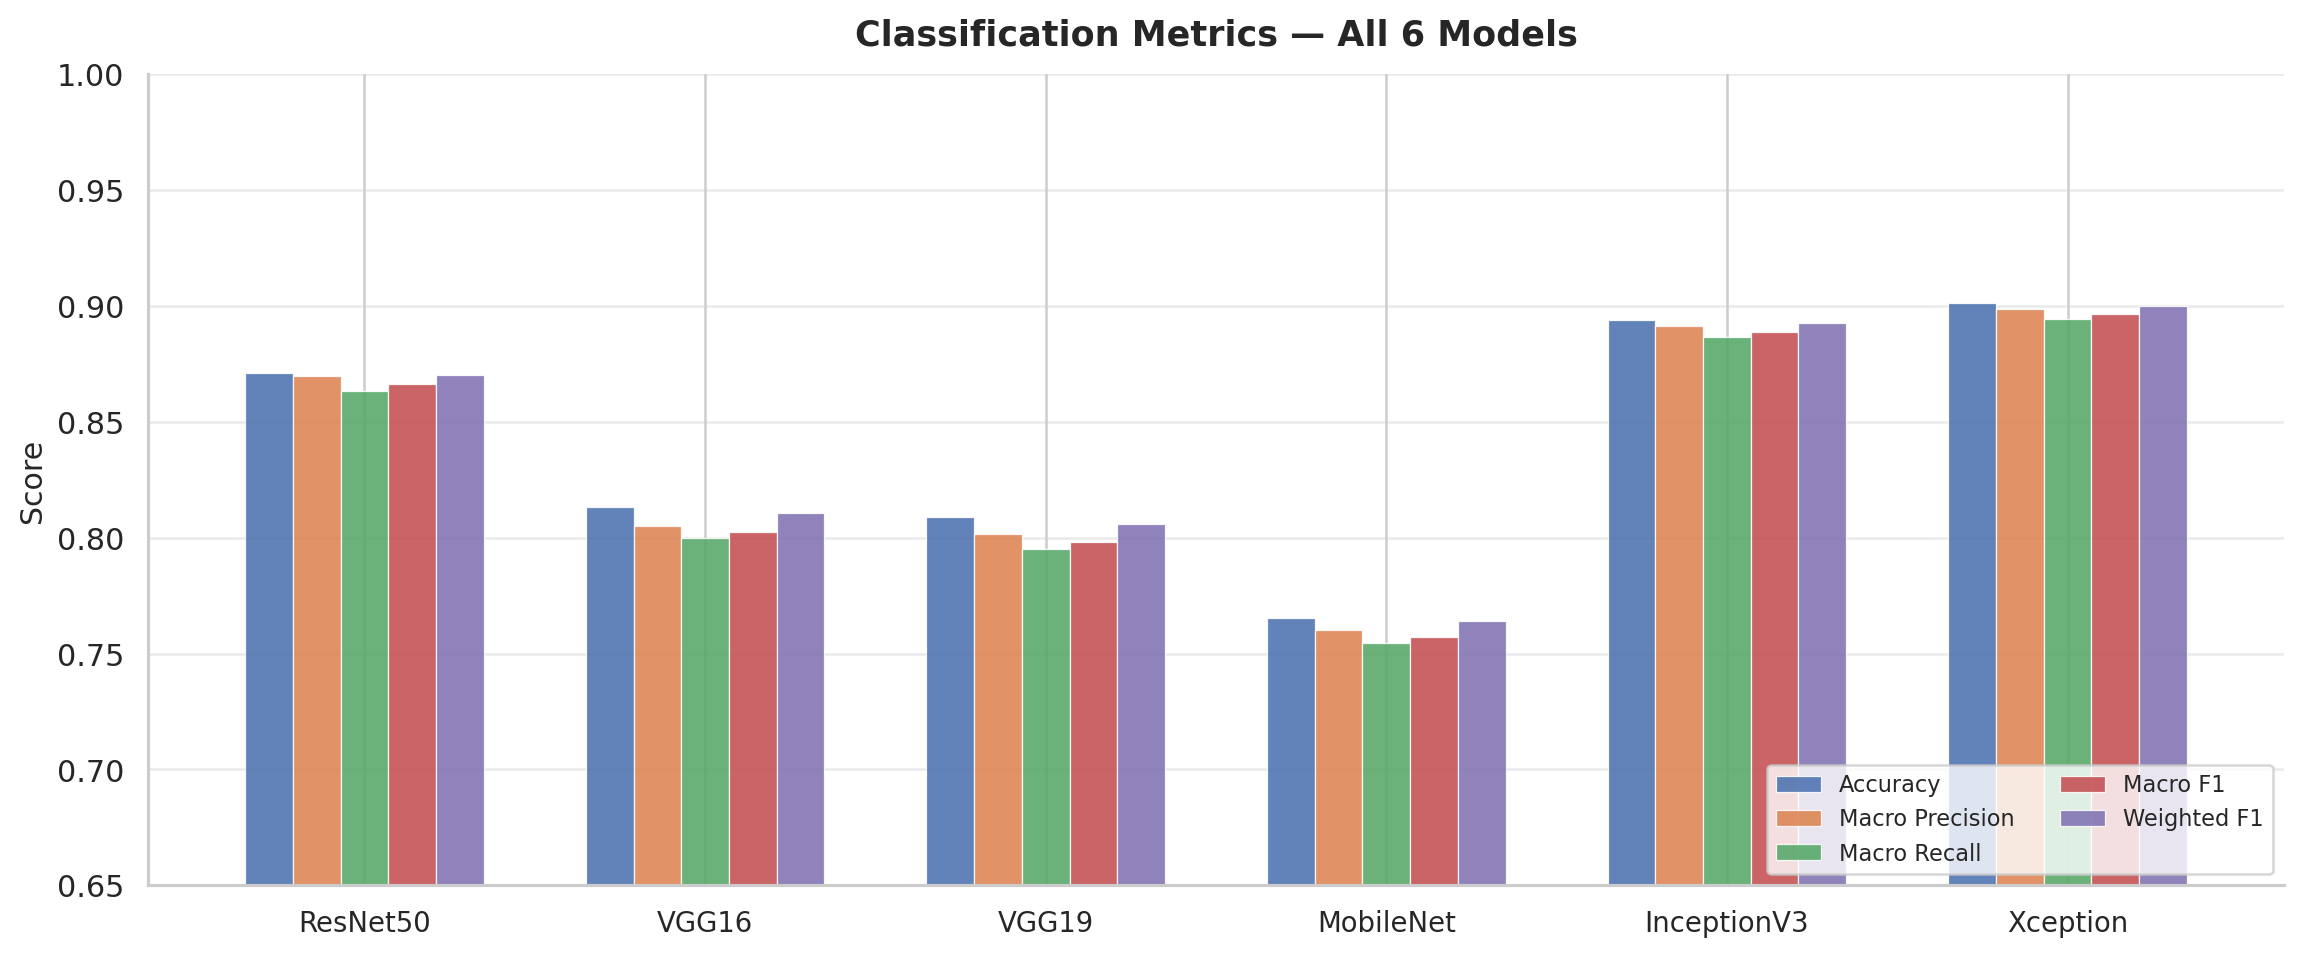 Classification Metrics — All 6 Models
Score
1.00
0.95
0.90
0.85
0.80
0.75
0.70
0.65
ResNet50 VGG16 VGG19 MobileNet InceptionV3 Xception
Accuracy Macro F1
Macro Precision Weighted F1
Macro Recall